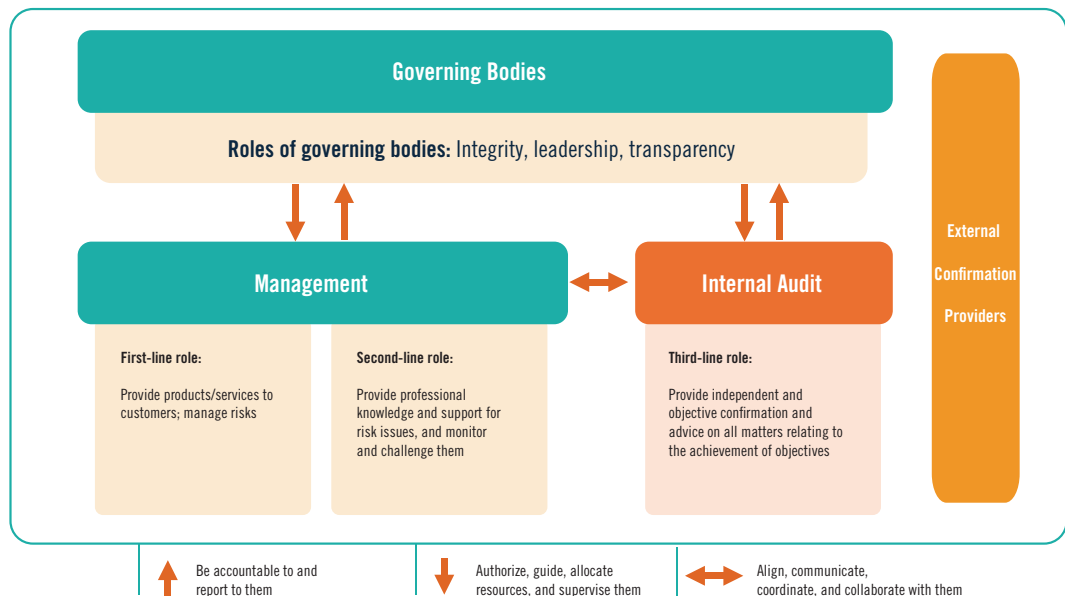 Governing Bodies
Roles of governing bodies: Integrity, leadership, transparency
Management
Internal Audit
First-line role:
Provide products/services to
customers; manage risks
Second-line role:
Provide professional
knowledge and support for
risk issues, and monitor
and challenge them
Third-line role:
Provide independent and
objective confirmation and
advice on all matters relating to
the achievement of objectives
External
Confirmation
Providers
Be accountable to and
report to them
Authorize, guide, allocate
resources, and supervise them
Align, communicate,
coordinate, and collaborate with them